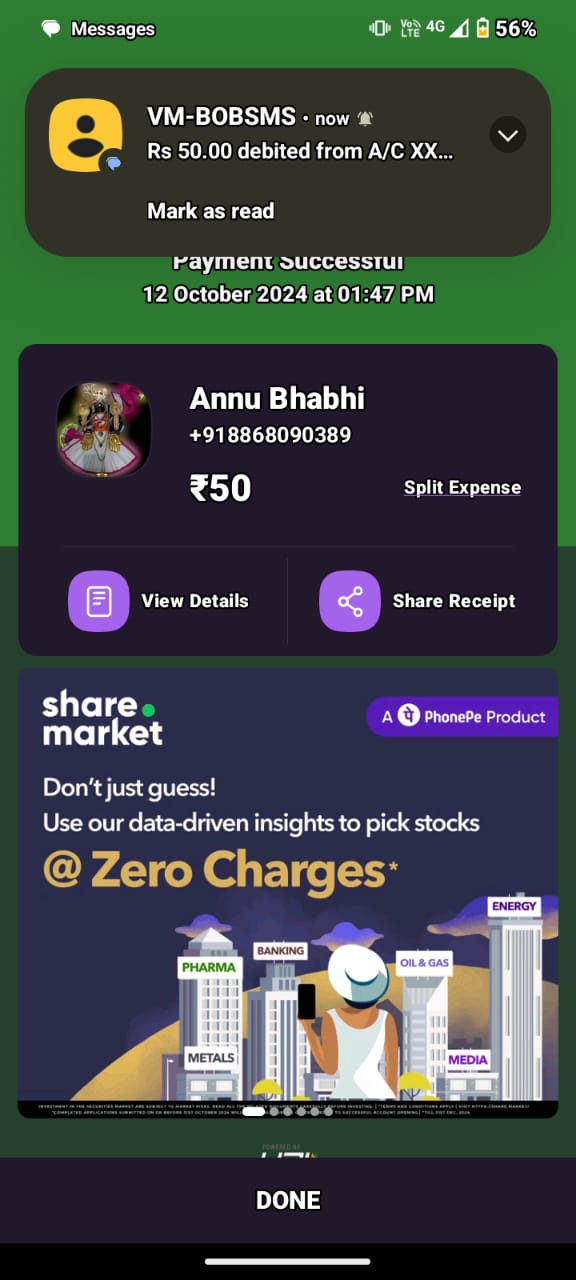 Messages
Vo))
LTE
4G
56%
VM-BOBSMS • now
Rs 50.00 debited from A/C XX...
Mark as read
Payment Successful
12 October 2024 at 01:47 PM
Annu Bhabhi
+918868090389
₹50
Split Expense
View Details
Share Receipt
share.
market
A पे PhonePe Product
Don't just guess!
Use our data-driven insights to pick stocks
@ Zero Charges*
ENERGY
BANKING
PHARMA
OIL & GAS
METALS
MEDIA
POWERED BY
DONE